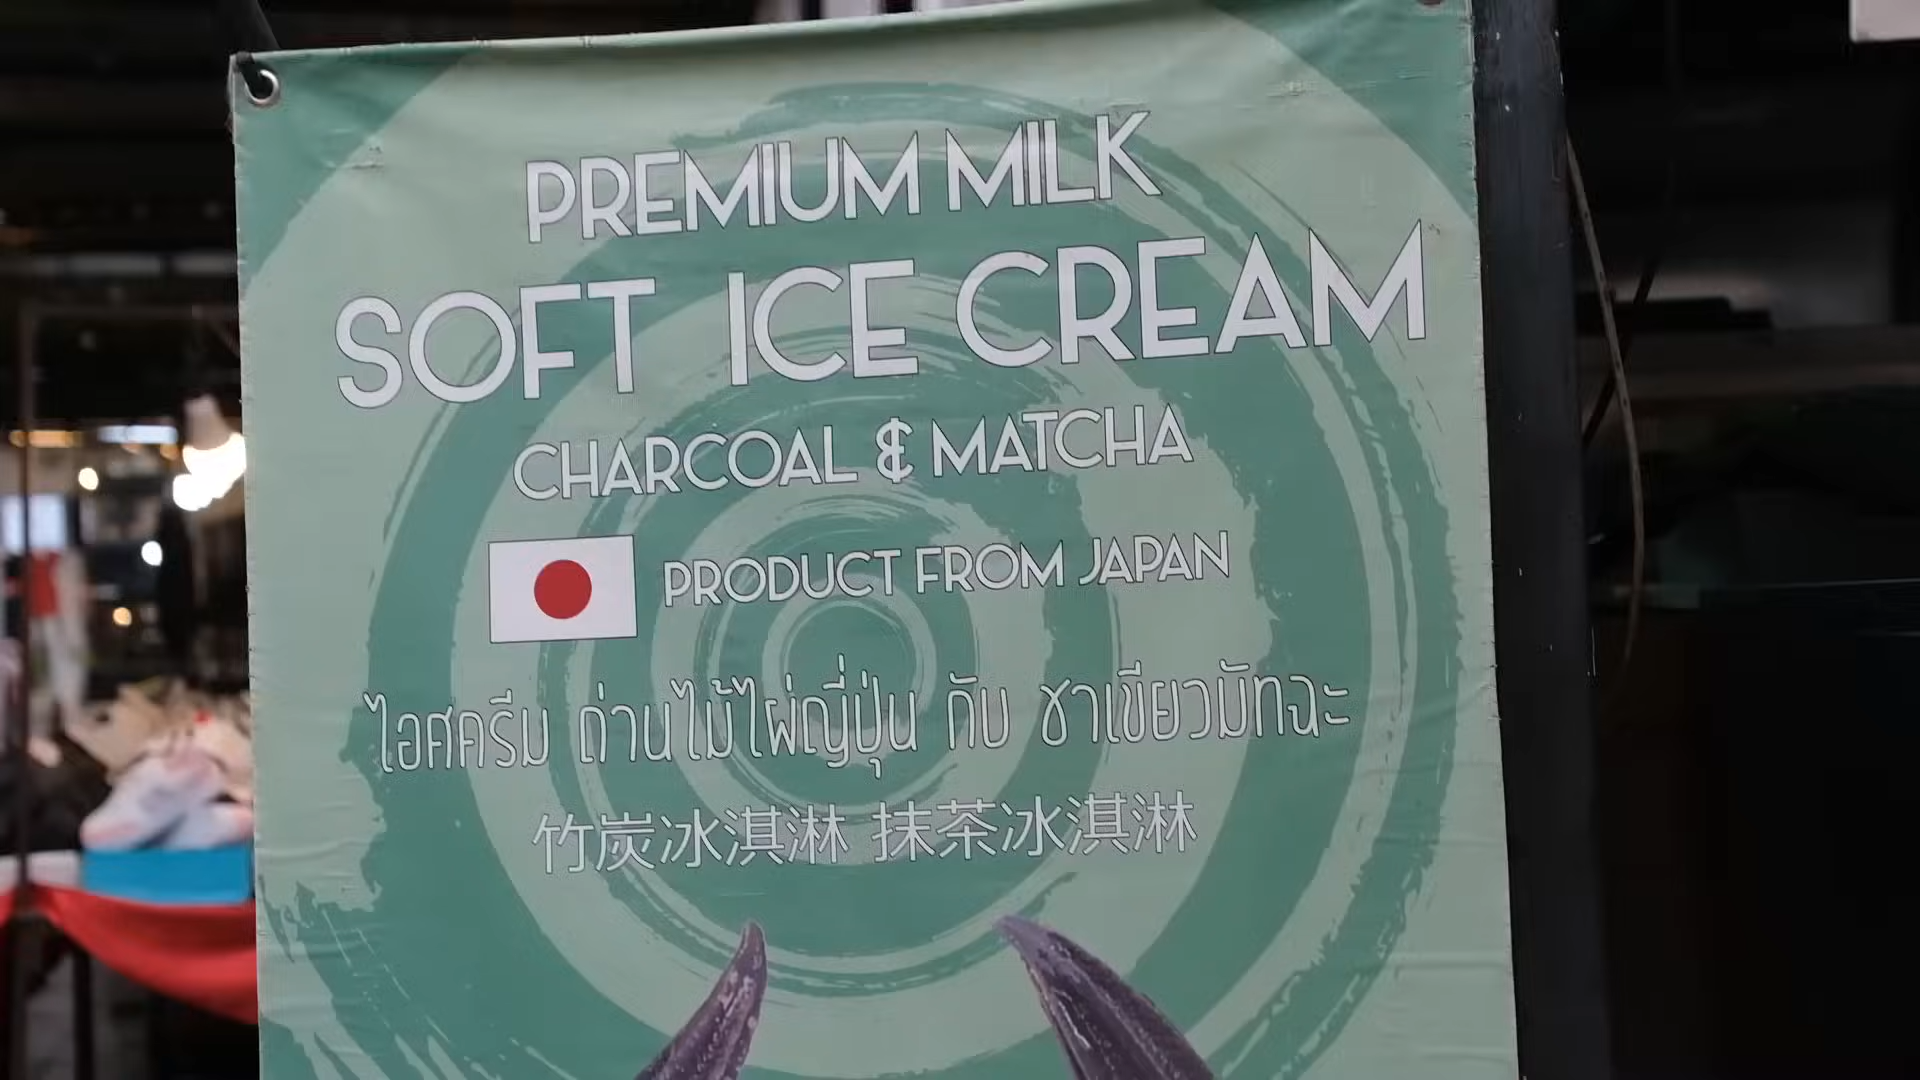 PREMIUM MILK
SOFT ICE CREAM
CHARCOAL & MATCHA
PRODUCT FROM JAPAN
ไอศครีม ถ่านไม้ไผ่ญี่ปุ่น กับ ชาเขียวมัทฉะ
竹炭冰淇淋 抹茶冰淇淋